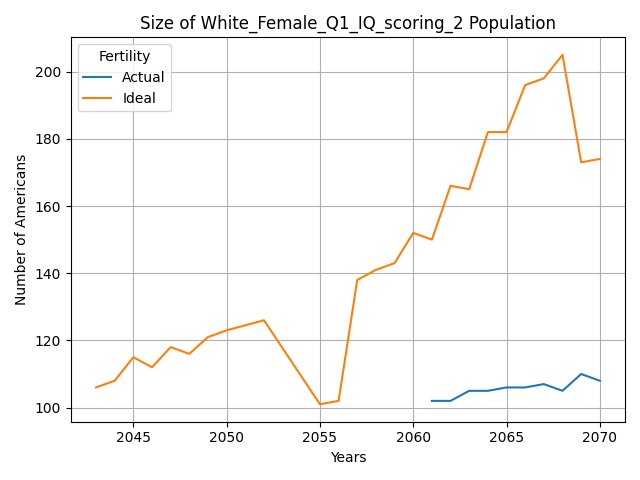 Size of White_Female_Q1_IQ_scoring_2 Population
Fertility
Actual
Ideal
200
180
160
140
120
100
Number of Americans
2045
2050
2055
2060
2065
2070
Years